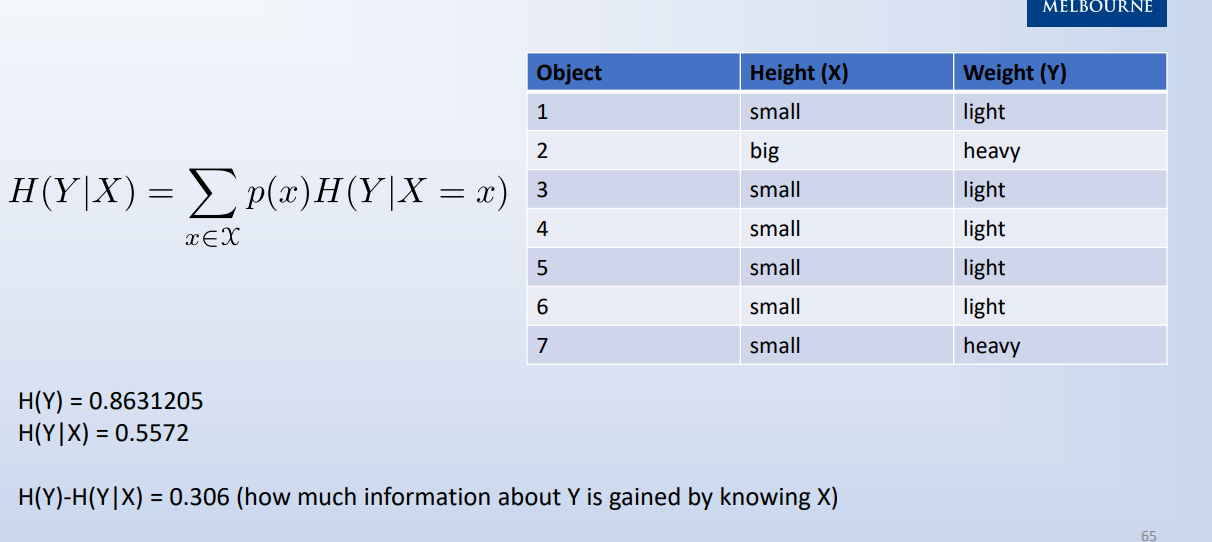 MELBOURNE
Object Height (X) Weight (Y)
1 small light
2 big heavy
3 small light
4 small light
5 small light
6 small light
7 small heavy
H(Y|X) = ∑ p(x)H(Y|X = x)
x∈𝒳
H(Y) = 0.8631205
H(Y|X) = 0.5572
H(Y)-H(Y|X) = 0.306 (how much information about Y is gained by knowing X)
65